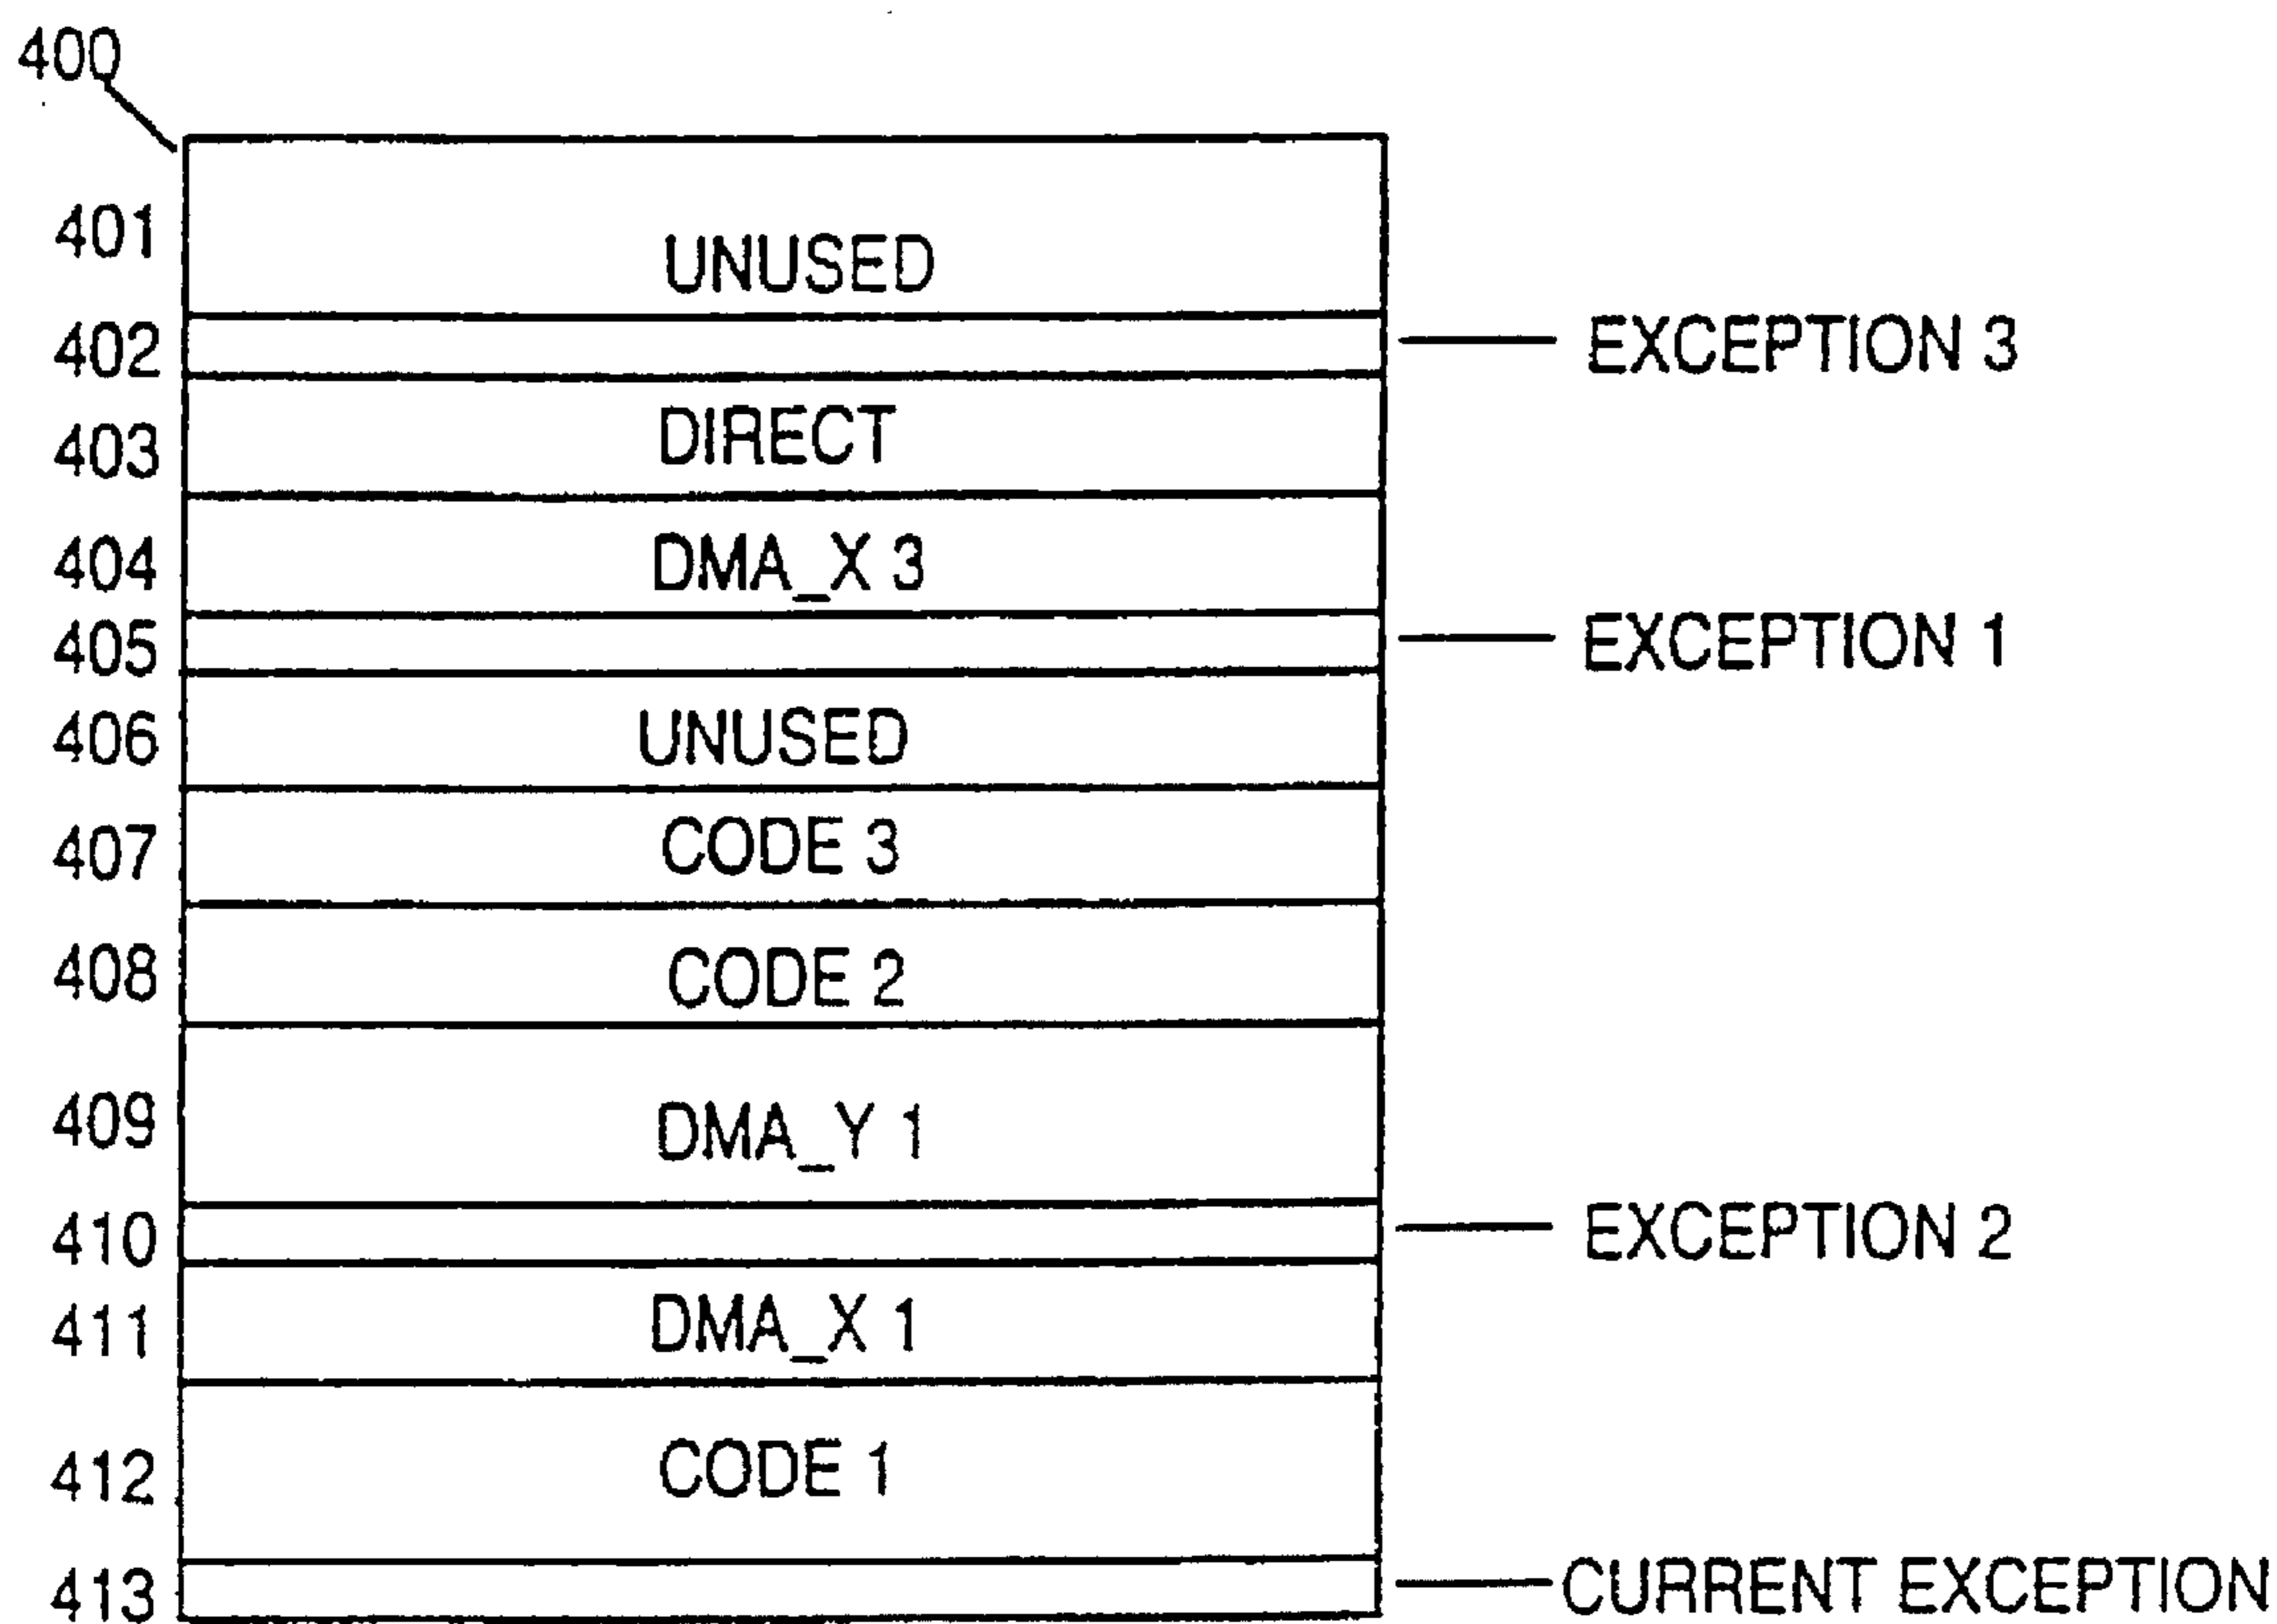 400
401
UNUSED
402
EXCEPTION 3
403
DIRECT
404
DMA_X 3
405
EXCEPTION 1
406
UNUSED
407
CODE 3
408
CODE 2
409
DMA_Y 1
410
EXCEPTION 2
411
DMA_X 1
412
CODE 1
413
CURRENT EXCEPTION